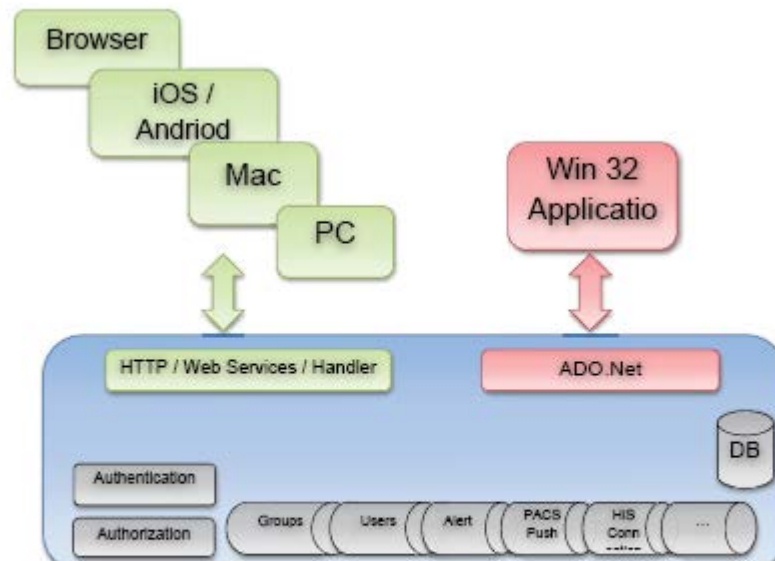 Browser
iOS /
Andriod
Mac
PC
Win 32
Applicatio
HTTP / Web Services / Handler
ADO.Net
DB
Authentication
Authorization
Groups
Users
Alert
PACS
Push
HIS
Conn
...